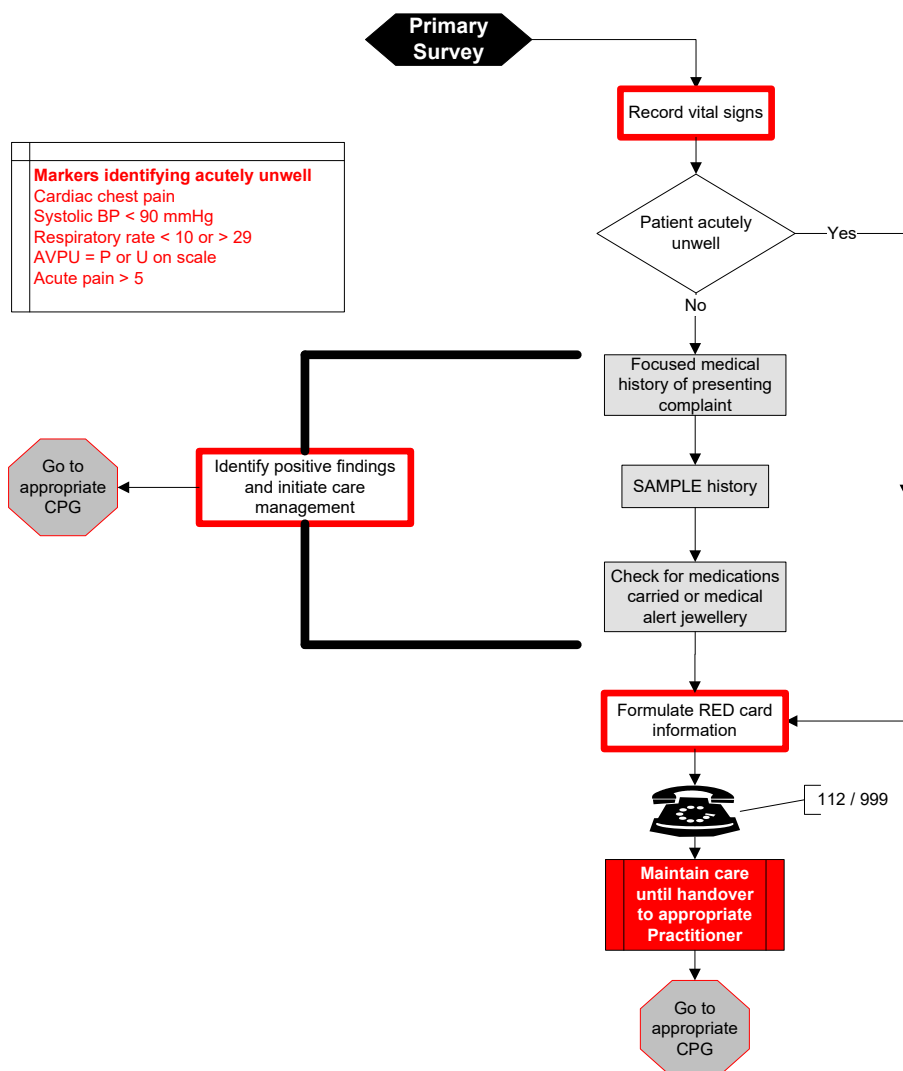 Primary
Survey
Record vital signs
Markers identifying acutely unwell
Cardiac chest pain
Systolic BP < 90 mmHg
Respiratory rate < 10 or > 29
AVPU = P or U on scale
Acute pain > 5
Patient acutely
unwell
Yes
No
Focused medical
history of presenting
complaint
Go to
appropriate
CPG
Identify positive findings
and initiate care
management
SAMPLE history
Check for medications
carried or medical
alert jewellery
Formulate RED card
information
112 / 999
Maintain care
until handover
to appropriate
Practitioner
Go to
appropriate
CPG